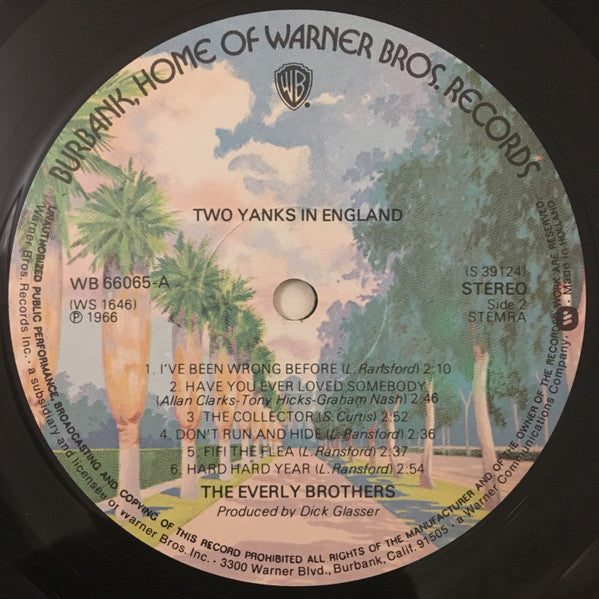 BURBANK, HOME OF WARNER BROS. RECORDS
WB
TWO YANKS IN ENGLAND
WB 66065-A
(WS 1646)
℗ 1966
(S 39124)
STEREO
Side 2
STEMRA
1. I'VE BEEN WRONG BEFORE (L. Ransford) 2:10
2. HAVE YOU EVER LOVED SOMEBODY
(Allan Clarks-Tony Hicks-Graham Nash) 2:46
3. THE COLLECTOR (S. Curtis) 2:52
4. DON'T RUN AND HIDE (L. Ransford) 2:36
5. FIFI THE FLEA (L. Ransford) 2:37
6. HARD HARD YEAR (L. Ransford) 2:54
THE EVERLY BROTHERS
Produced by Dick Glasser
UNAUTHORIZED PUBLIC PERFORMANCE, BROADCASTING AND COPYING OF THIS RECORD PROHIBITED ALL RIGHTS OF THE MANUFACTURER AND OF THE OWNER OF THE RECORDED WORK ARE RESERVED
Warner Bros. Records Inc. · a subsidiary and licensee of Warner Bros. Inc. · 3300 Warner Blvd., Burbank, Calif. 91505 · a Warner Communications Company. · Made in Holland